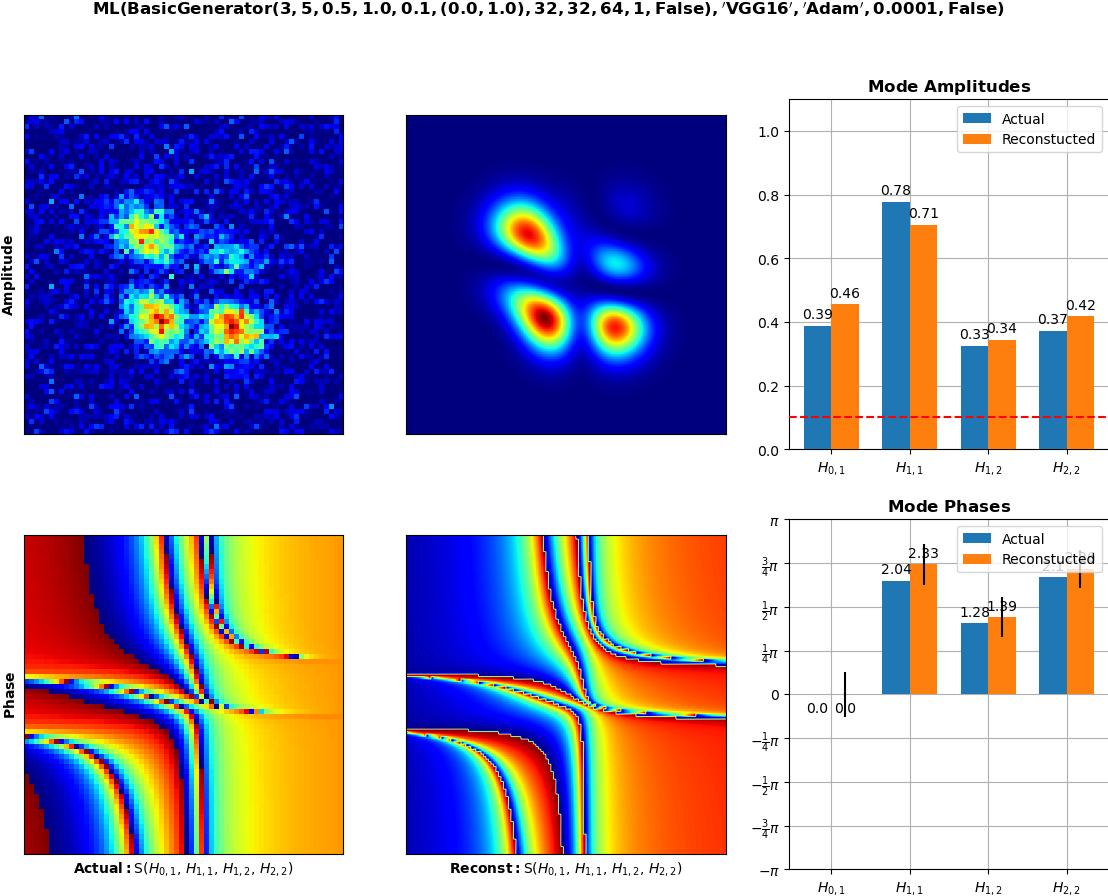 ML(BasicGenerator(3, 5, 0.5, 1.0, 0.1, (0.0, 1.0), 32, 32, 64, 1, False), ′VGG16′, ′Adam′, 0.0001, False)
Amplitude
Mode Amplitudes
Actual
Reconstucted
1.0
0.8
0.6
0.4
0.2
0.0
0.39
0.46
0.78
0.71
0.33
0.34
0.37
0.42
H0,1
H1,1
H1,2
H2,2
Phase
Actual: S(H0,1, H1,1, H1,2, H2,2)
Reconst: S(H0,1, H1,1, H1,2, H2,2)
Mode Phases
Actual
Reconstucted
π
3/4π
1/2π
1/4π
0
−1/4π
−1/2π
−3/4π
−π
0.0
0.0
2.04
2.33
1.28
1.39
H0,1
H1,1
H1,2
H2,2